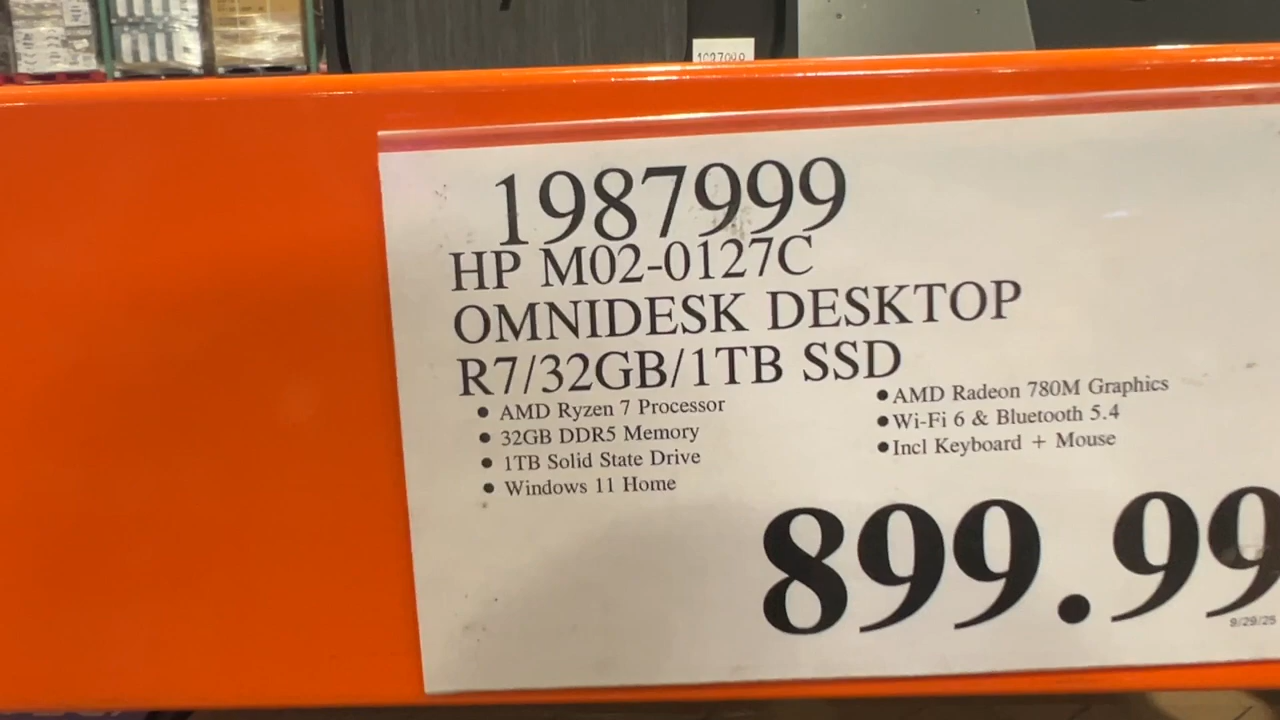 1987999
HP M02-0127C
OMNIDESK DESKTOP
R7/32GB/1TB SSD
● AMD Ryzen 7 Processor
● 32GB DDR5 Memory
● 1TB Solid State Drive
● Windows 11 Home
● AMD Radeon 780M Graphics
● Wi-Fi 6 & Bluetooth 5.4
● Incl Keyboard + Mouse
899.99
9/29/25